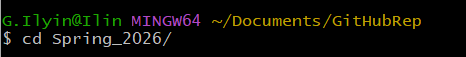 G.Ilyin@Ilin MINGW64 ~/Documents/GitHubRep
$ cd Spring_2026/